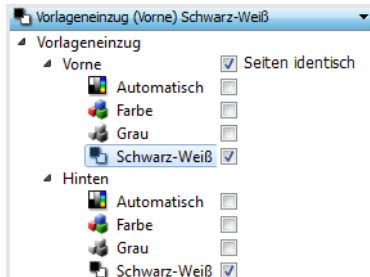 Vorlageneinzug (Vorne) Schwarz-Weiß
Vorlageneinzug
Vorne Seiten identisch
Automatisch
Farbe
Grau
Schwarz-Weiß
Hinten
Automatisch
Farbe
Grau
Schwarz-Weiß